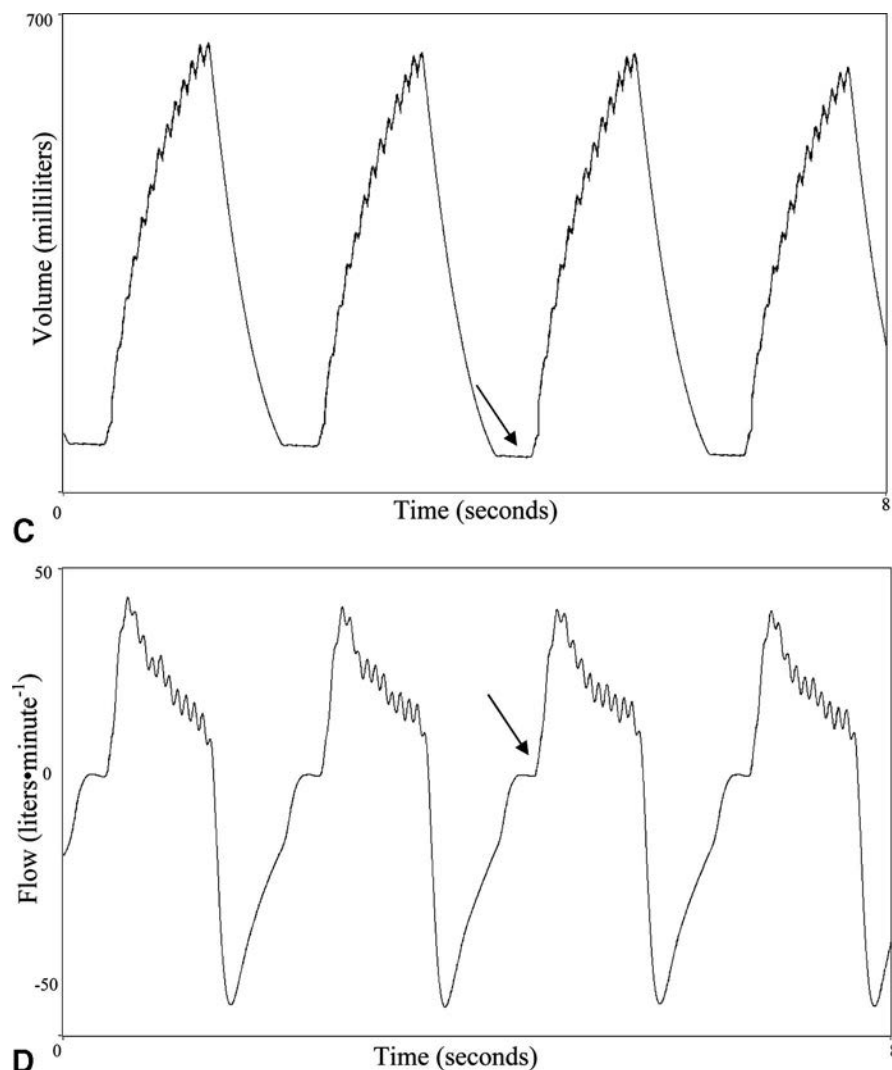 700
Volume (milliliters)
0
Time (seconds)
8
C
50
0
Flow (liters•minute⁻¹)
-50
0
Time (seconds)
D